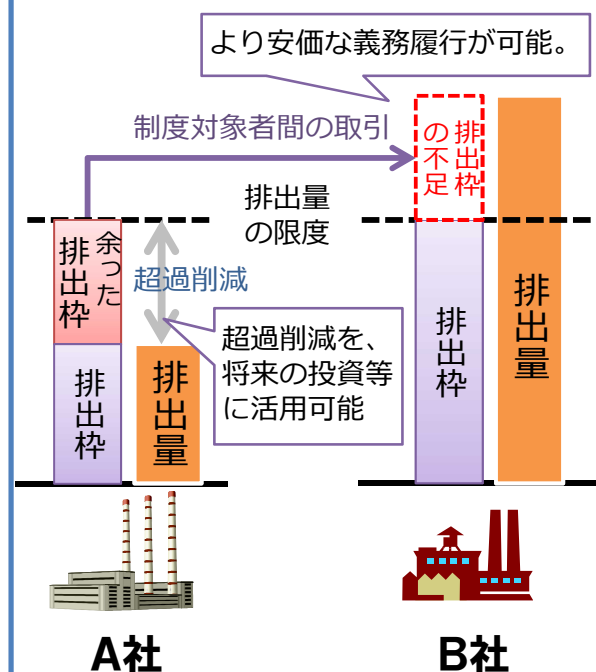 より安価な義務履行が可能。
制度対象者間の取引
排出枠
の不足
排出量
の限度
余った
排出枠
超過削減
超過削減を、
将来の投資等
に活用可能
排出枠
排出量
排出枠
排出量
A社
B社